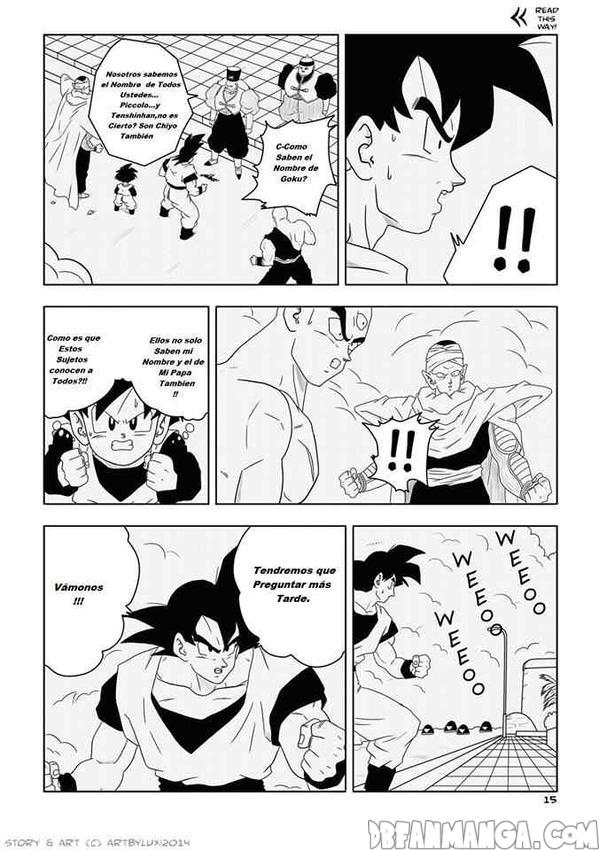 READ
THIS
WAY!
!!
C-Como
Saben el
Nombre de
Goku?
Nosotros sabemos
el Nombre de Todos
Ustedes...
Piccolo...y
Tenshinhan,no es
Cierto? Son Chiyo
También
!!
Ellos no solo
Saben mi
Nombre y el de
Mi Papa
Tambien
!!
Como es que
Estos
Sujetos
conocen a
Todos?!!
WEEOO
WEEOO
WEEOO
Tendremos que
Preguntar más
Tarde.
Vámonos
!!!
15
STORY & ART (C) ARTBYLUXI2014
DBFANMANGA.COM